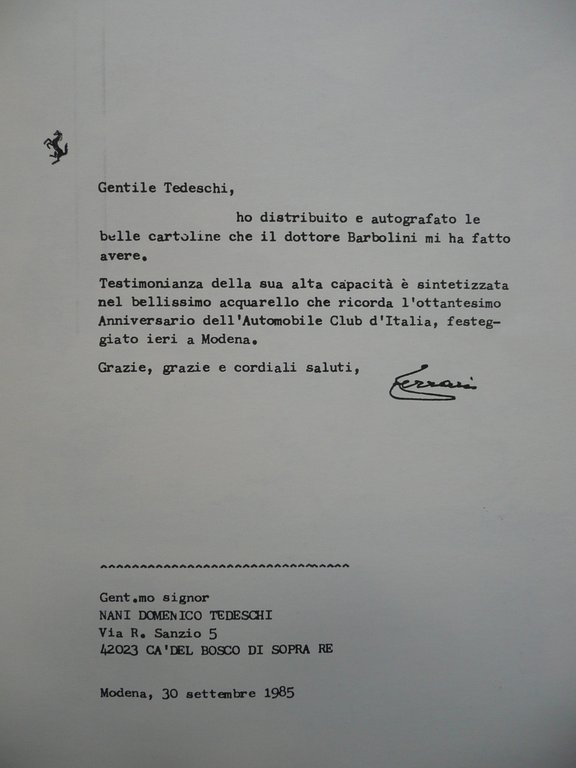 Gentile Tedeschi,
ho distribuito e autografato le
belle cartoline che il dottore Barbolini mi ha fatto
avere.
Testimonianza della sua alta capacità è sintetizzata
nel bellissimo acquarello che ricorda l'ottantesimo
Anniversario dell'Automobile Club d'Italia, festeg-
giato ieri a Modena.
Grazie, grazie e cordiali saluti,
Ferrari
Gent.mo signor
NANI DOMENICO TEDESCHI
Via R. Sanzio 5
42023 CA'DEL BOSCO DI SOPRA RE
Modena, 30 settembre 1985